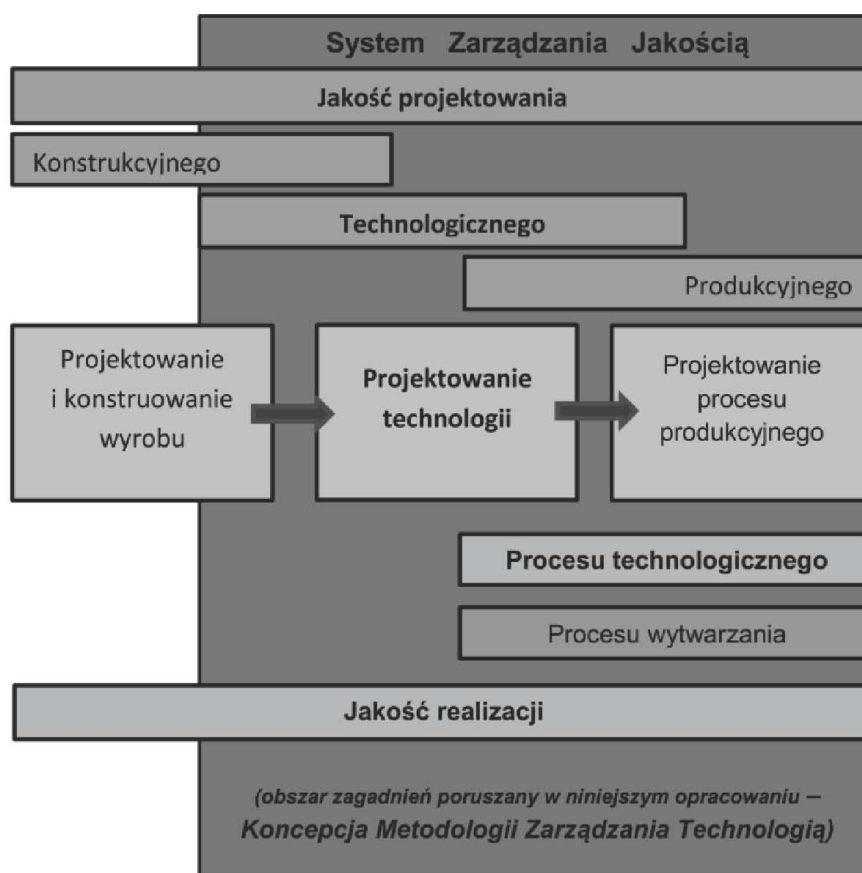 System Zarządzania Jakością
Jakość projektowania
Konstrukcyjnego
Technologicznego
Produkcyjnego
Projektowanie
i konstruowanie
wyrobu
Projektowanie
technologii
Projektowanie
procesu
produkcyjnego
Procesu technologicznego
Procesu wytwarzania
Jakość realizacji
(obszar zagadnień poruszany w niniejszym opracowaniu –
Koncepcja Metodologii Zarządzania Technologią)